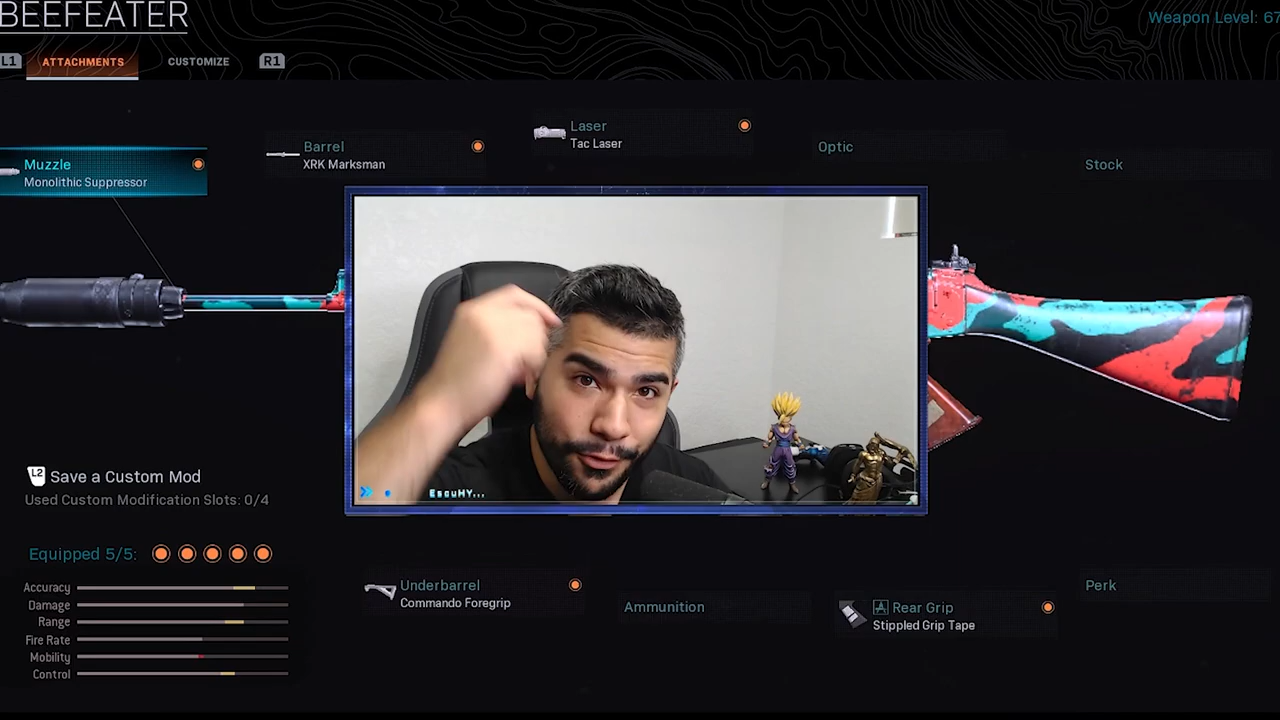 BEEFEATER
Weapon Level: 67
L1 ATTACHMENTS CUSTOMIZE R1
Muzzle
Monolithic Suppressor
Barrel
XRK Marksman
Laser
Tac Laser
Optic
Stock
EscuHY...
L2 Save a Custom Mod
Used Custom Modification Slots: 0/4
Equipped 5/5:
Accuracy
Damage
Range
Fire Rate
Mobility
Control
Underbarrel
Commando Foregrip
Ammunition
Rear Grip
Stippled Grip Tape
Perk